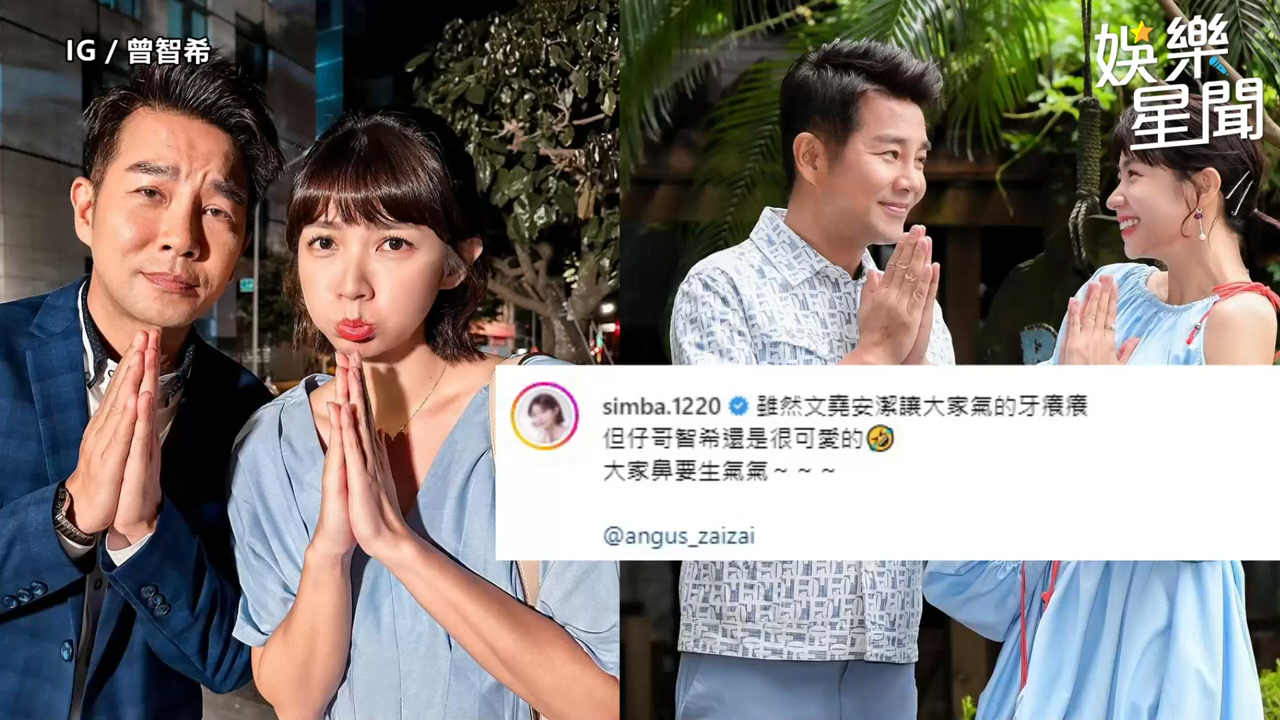 IG / 曾智希
娛樂
星聞
simba.1220 雖然文堯安潔讓大家氣的牙癢癢
但仔哥智希還是很可愛的🤣
大家鼻要生氣氣~~~
@angus_zaizai